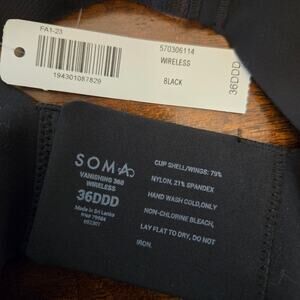 FA1-23
570306114
WIRELESS
BLACK
194301087829
36DDD
SOMA
VANISHING 360
WIRELESS
36DDD
Made in Sri Lanka
CUP SHELL/WINGS: 79%
NYLON, 21% SPANDEX
HAND WASH COLD,ONLY
NON-CHLORINE BLEACH,
LAY FLAT TO DRY, DO NOT
IRON.